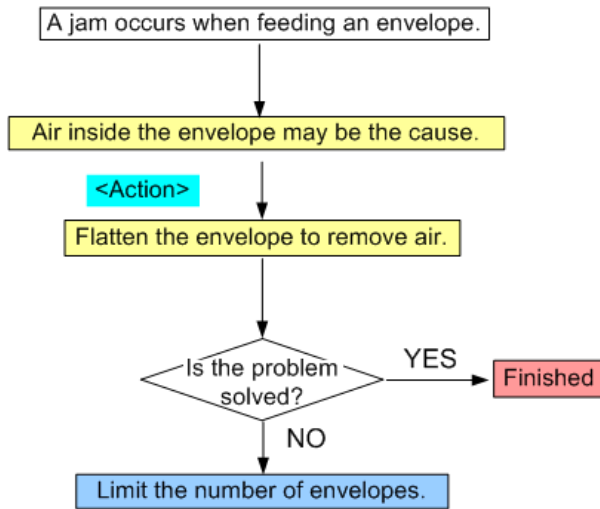 A jam occurs when feeding an envelope.
Air inside the envelope may be the cause.
<Action>
Flatten the envelope to remove air.
Is the problem
solved?
YES
Finished
NO
Limit the number of envelopes.